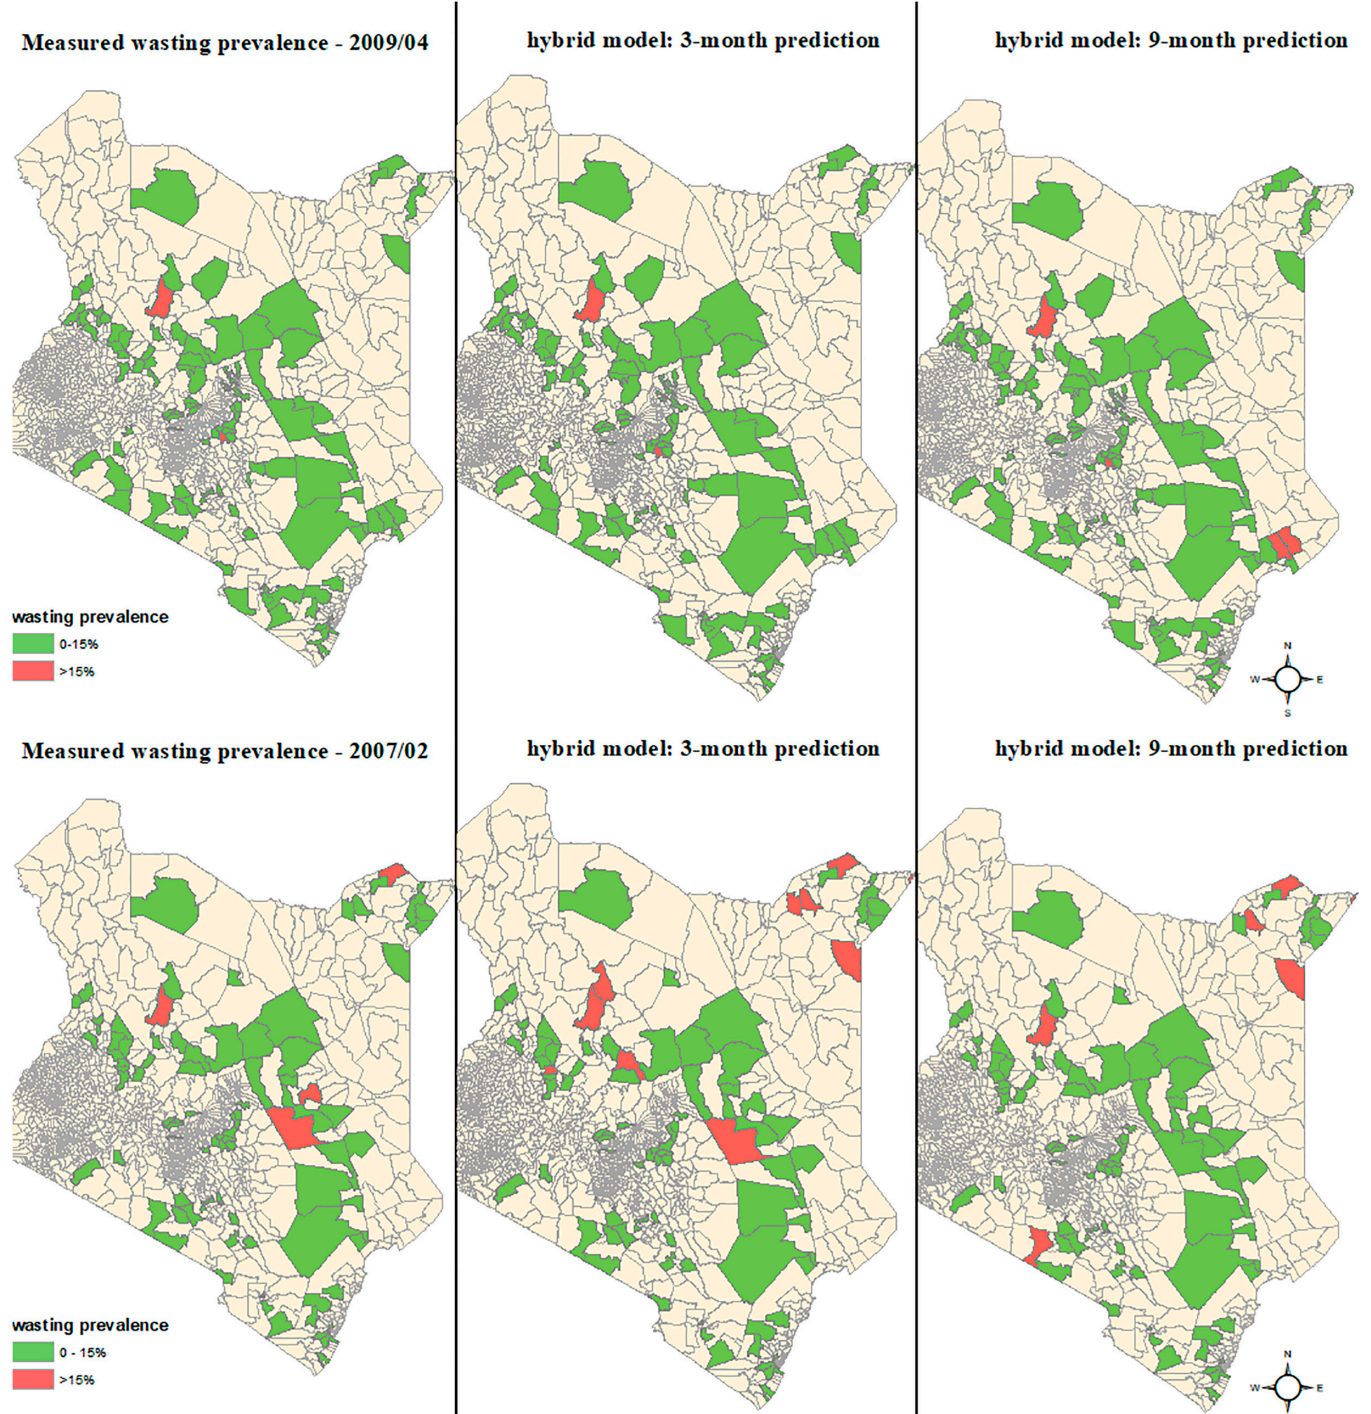 Measured wasting prevalence - 2009/04
hybrid model: 3-month prediction
hybrid model: 9-month prediction
wasting prevalence
0-15%
>15%
N
W E
S
Measured wasting prevalence - 2007/02
hybrid model: 3-month prediction
hybrid model: 9-month prediction
wasting prevalence
0 - 15%
>15%
N
W E